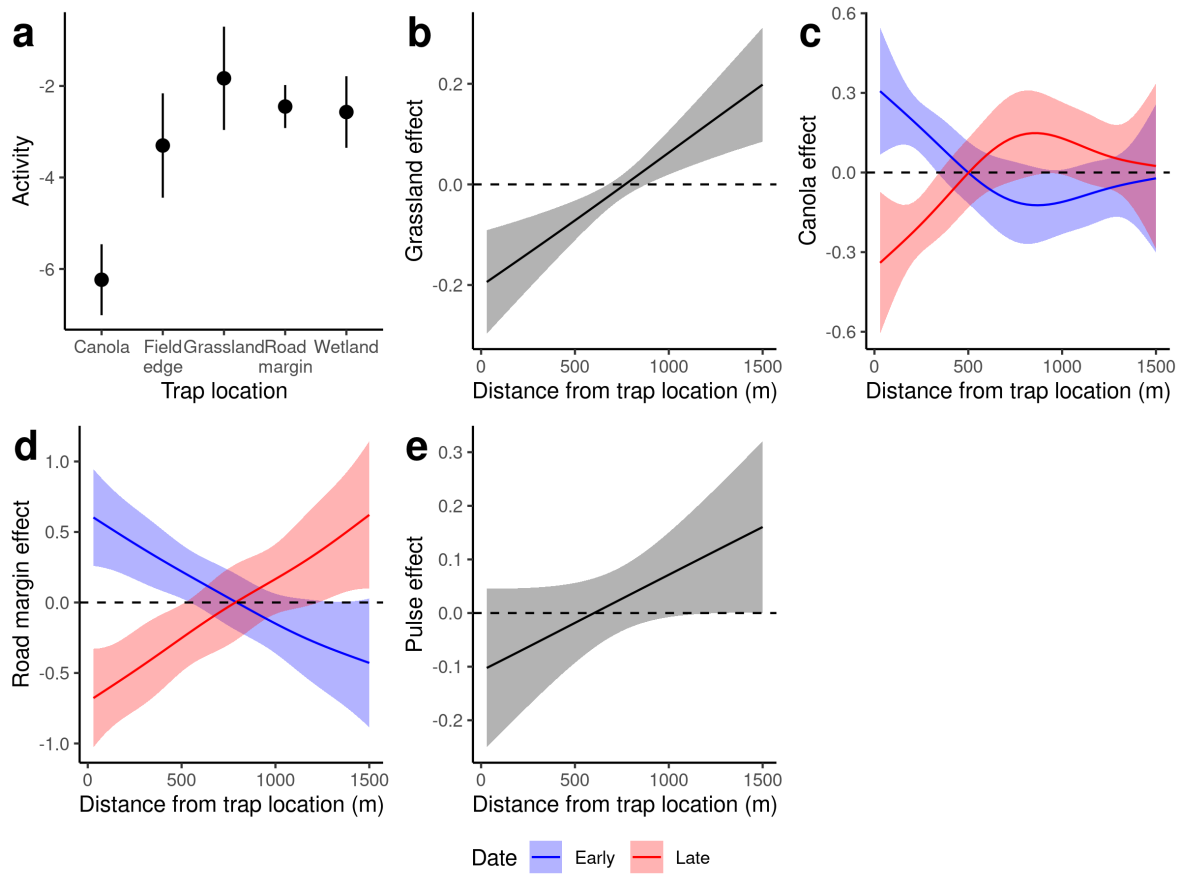 a
Activity
-2
-4
-6
Canola
Field edge
Grassland
Road margin
Wetland
Trap location
b
Grassland effect
0.2
0.0
-0.2
0
500
1000
1500
Distance from trap location (m)
c
Canola effect
0.6
0.3
0.0
-0.3
-0.6
0
500
1000
1500
Distance from trap location (m)
d
Road margin effect
1.0
0.5
0.0
-0.5
-1.0
0
500
1000
1500
Distance from trap location (m)
e
Pulse effect
0.3
0.2
0.1
0.0
-0.1
-0.2
0
500
1000
1500
Distance from trap location (m)
Date
Early
Late